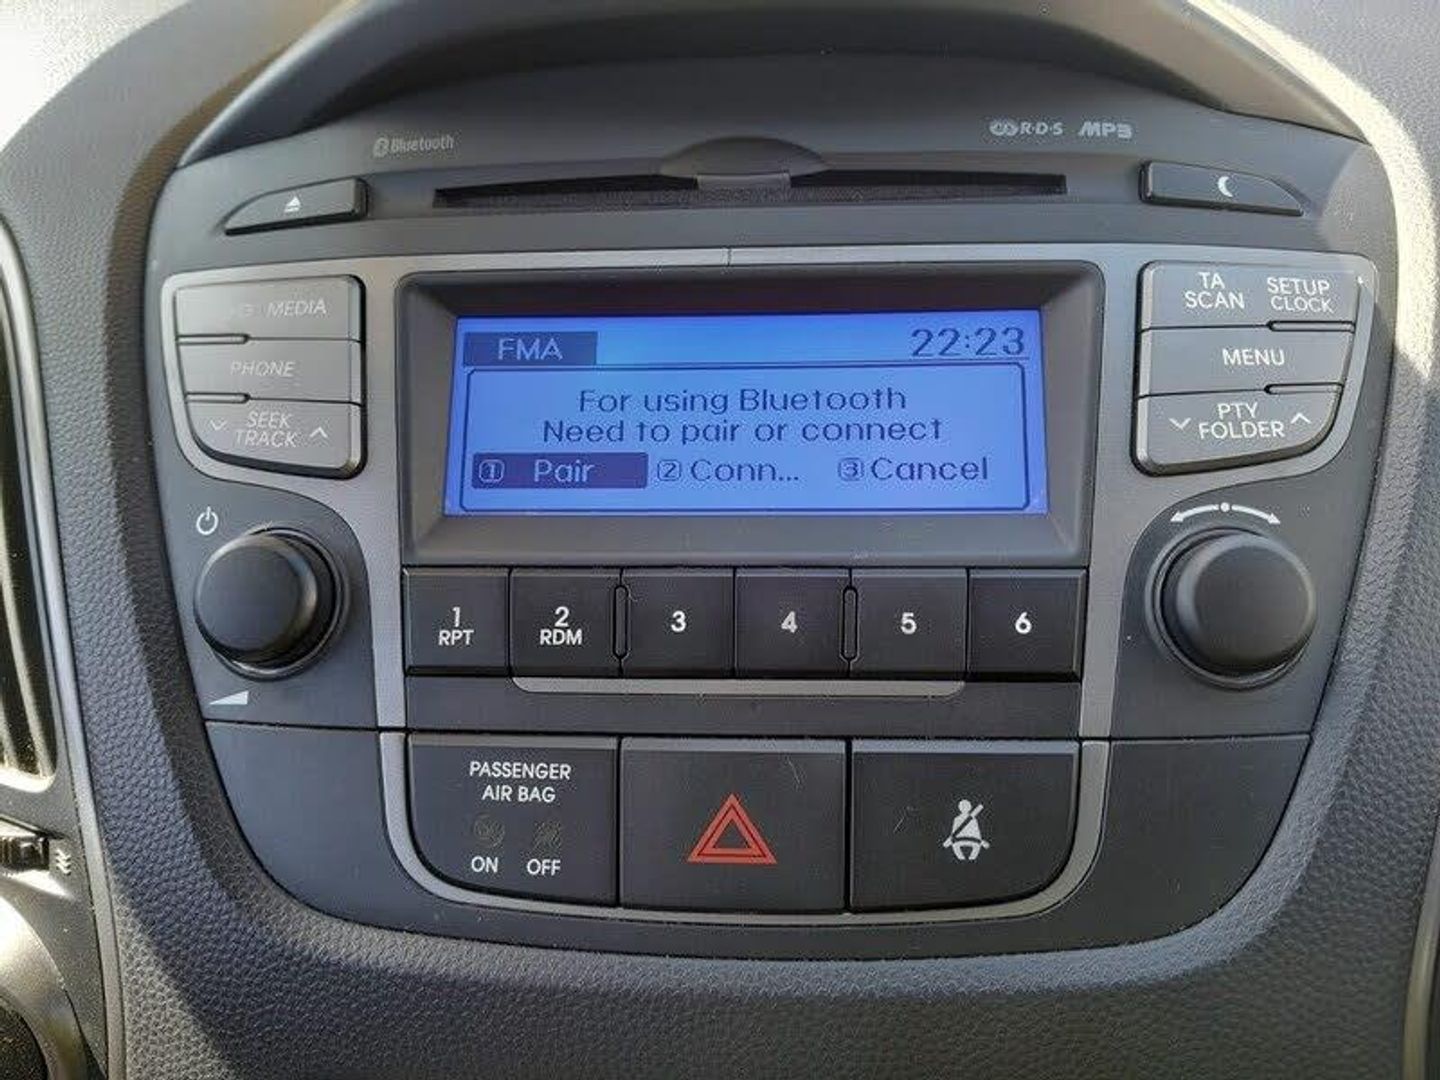 Bluetooth
R·D·S MP3
MEDIA
PHONE
SEEK
TRACK
TA
SCAN
SETUP
CLOCK
MENU
PTY
FOLDER
FMA
22:23
For using Bluetooth
Need to pair or connect
1 Pair 2 Conn... 3 Cancel
1
RPT
2
RDM
3
4
5
6
PASSENGER
AIR BAG
ON OFF